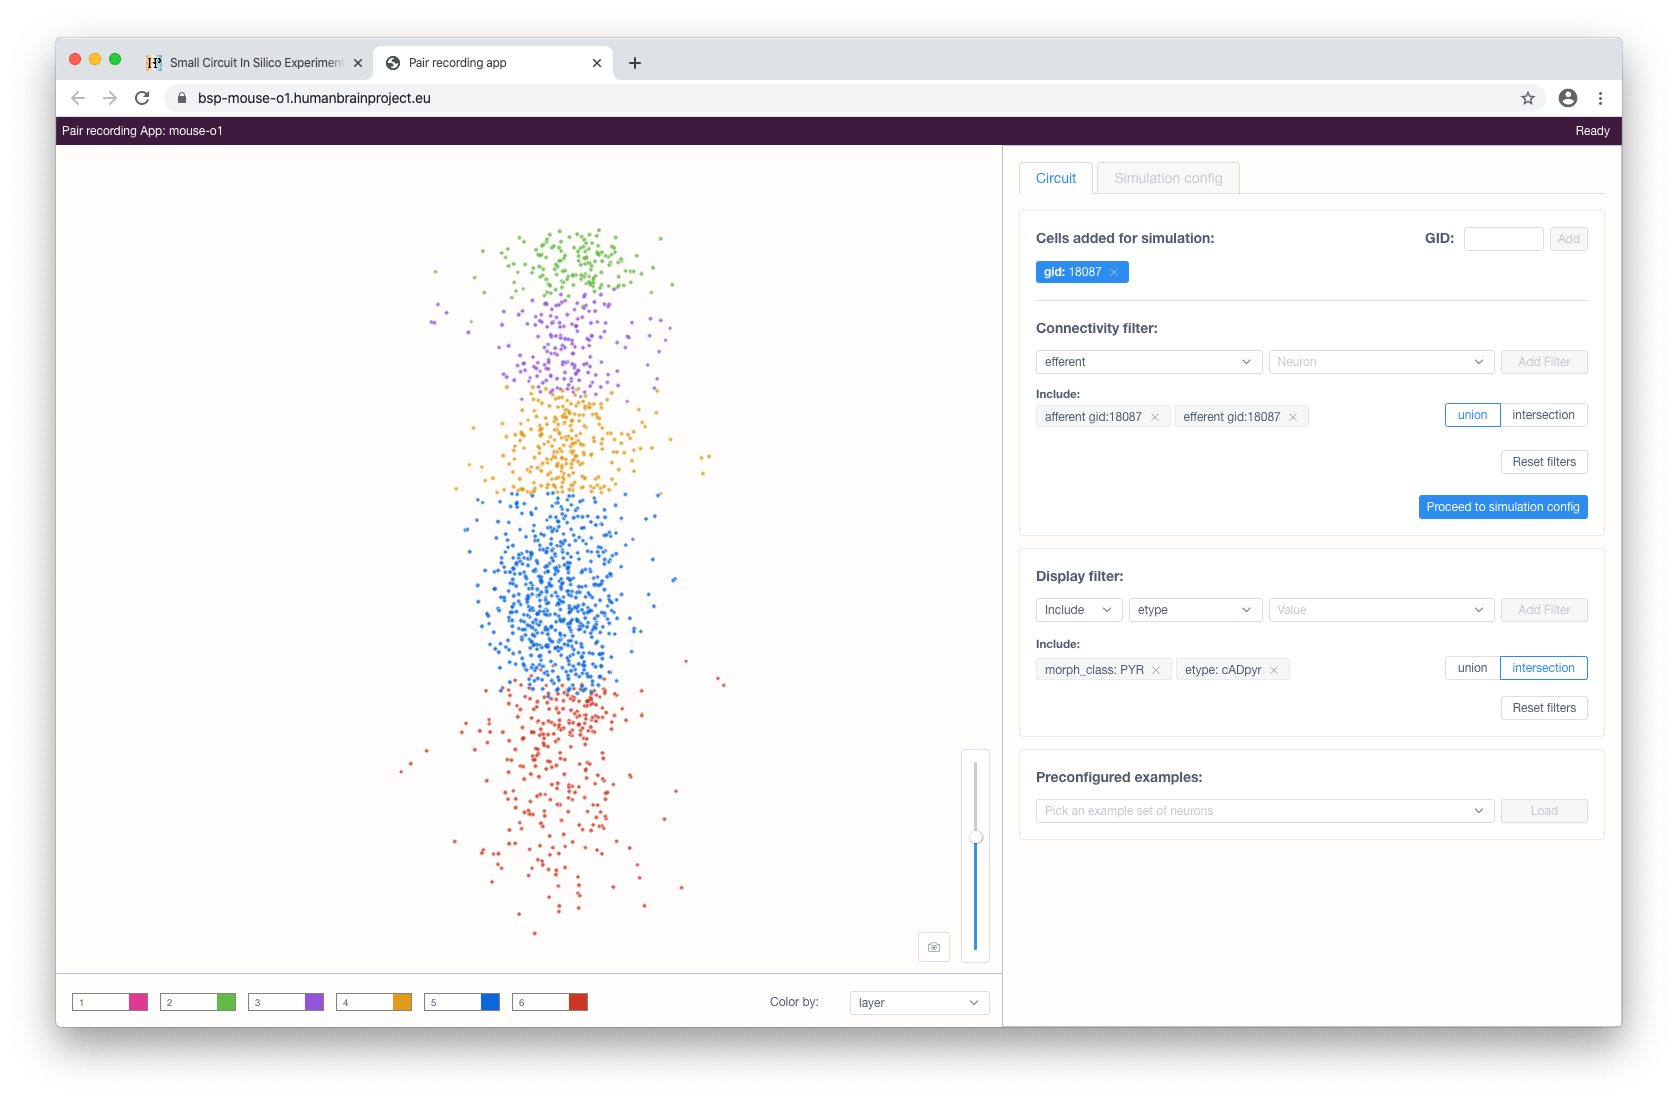 Small Circuit In Silico Experiment
Pair recording app
bsp-mouse-o1.humanbrainproject.eu
Pair recording App: mouse-o1
Ready
Circuit
Simulation config
Cells added for simulation:
GID:
Add
gid: 18087
Connectivity filter:
efferent
Neuron
Add Filter
Include:
afferent gid:18087
efferent gid:18087
union
intersection
Reset filters
Proceed to simulation config
Display filter:
Include
etype
Value
Add Filter
Include:
morph_class: PYR
etype: cADpyr
union
intersection
Reset filters
Preconfigured examples:
Pick an example set of neurons
Load
1
2
3
4
5
6
Color by:
layer